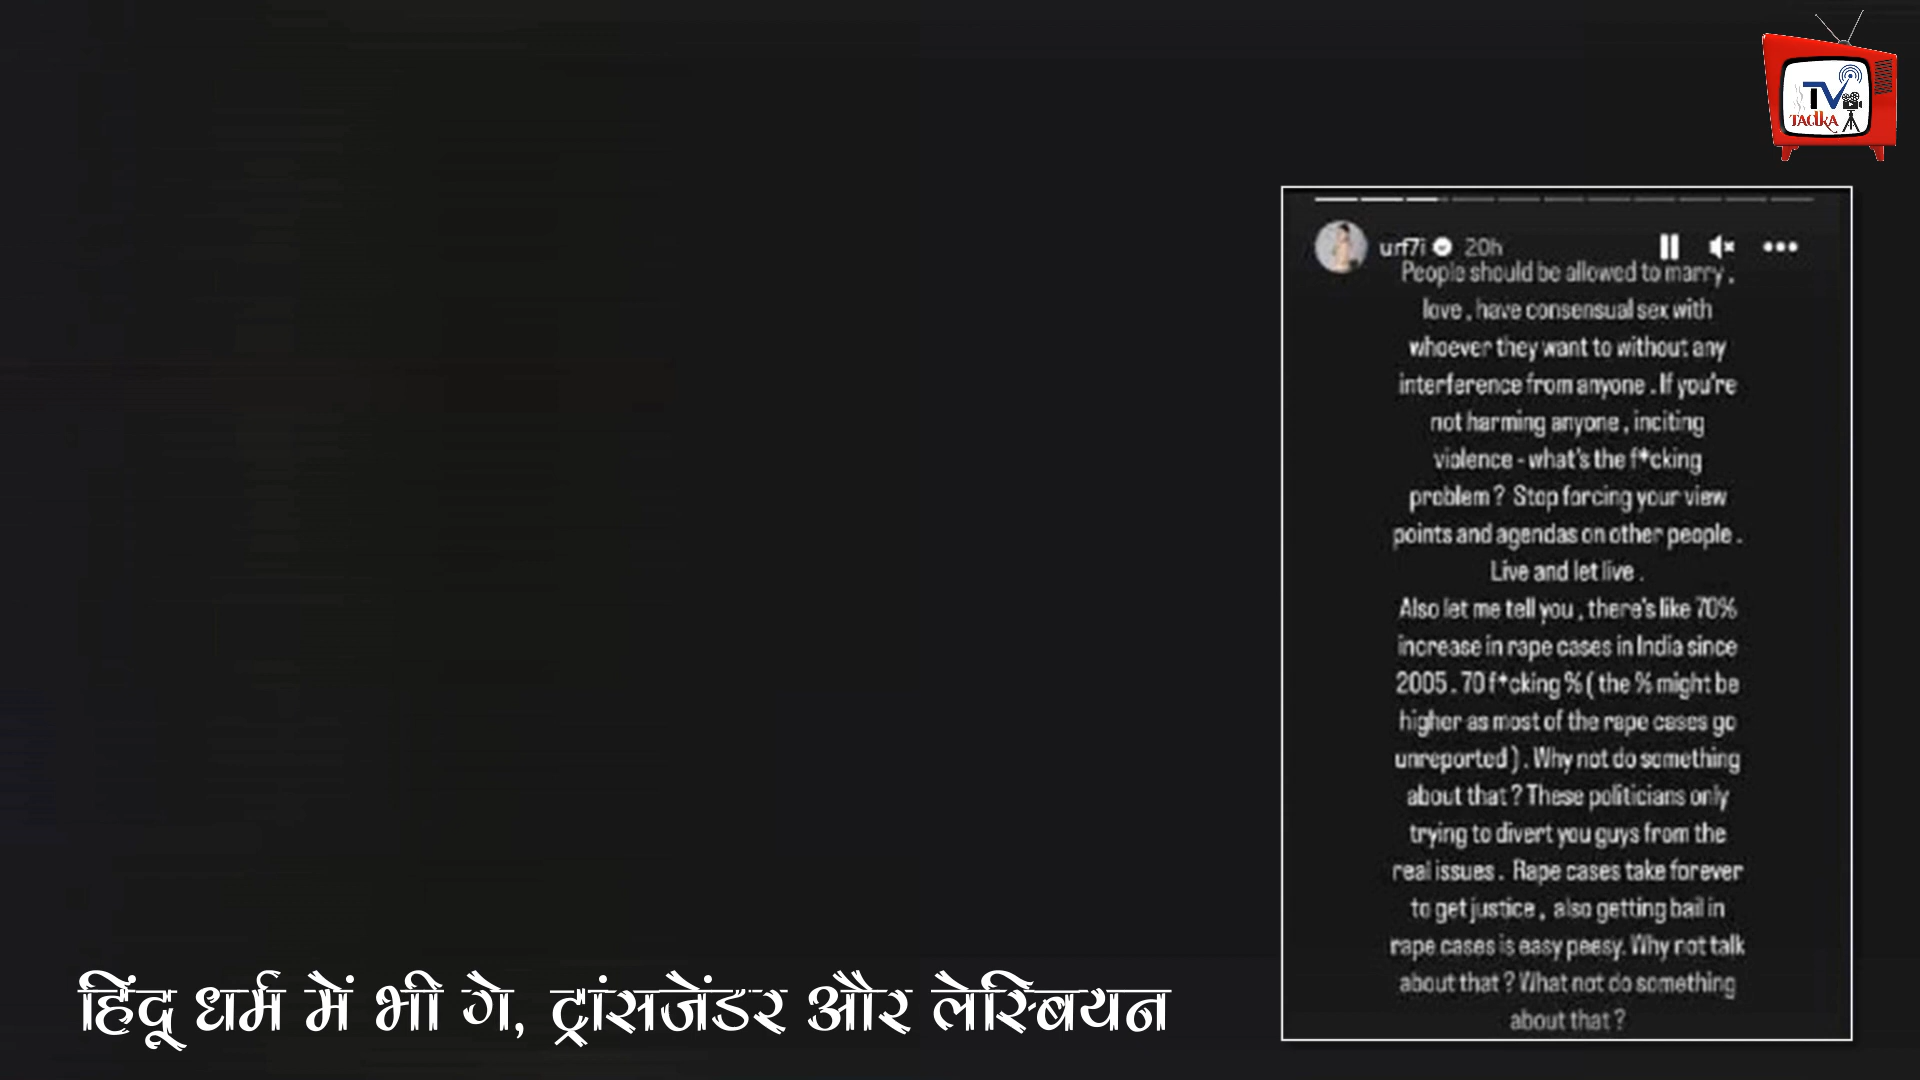 TV
TADKA
urf7i 20h
People should be allowed to marry ,
love , have consensual sex with
whoever they want to without any
interference from anyone . If you're
not harming anyone , inciting
violence - what's the f*cking
problem ? Stop forcing your view
points and agendas on other people .
Live and let live .
Also let me tell you , there's like 70%
increase in rape cases in India since
2005 . 70 f*cking % ( the % might be
higher as most of the rape cases go
unreported ) . Why not do something
about that ? These politicians only
trying to divert you guys from the
real issues . Rape cases take forever
to get justice , also getting bail in
rape cases is easy peesy. Why not talk
about that ? What not do something
about that ?
हिंदू धर्म में भी गे, ट्रांसजेंडर और लेस्बियन